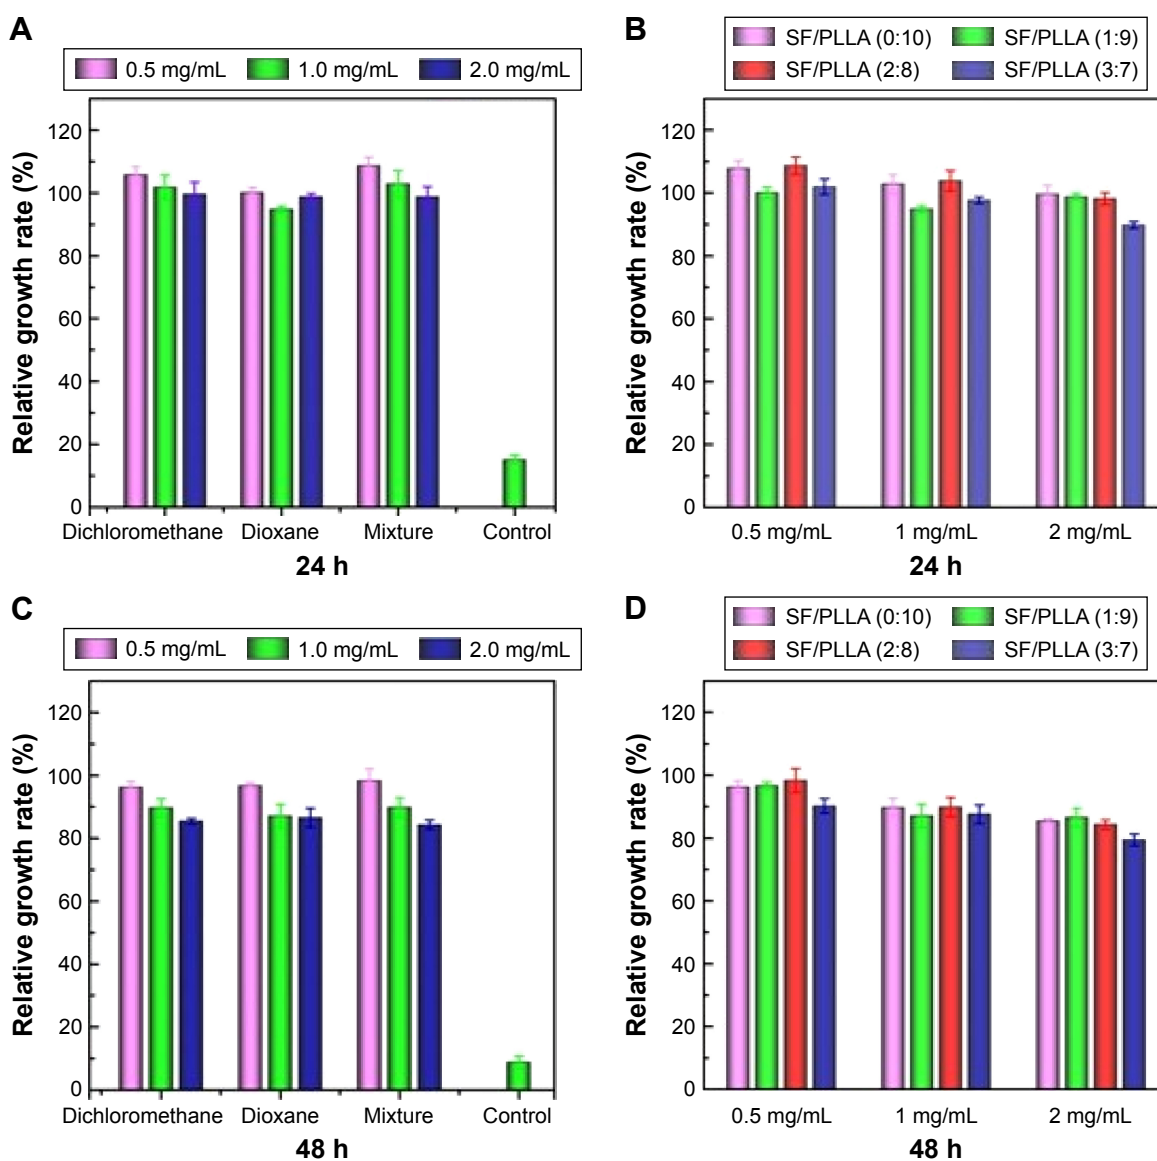 A
0.5 mg/mL 1.0 mg/mL 2.0 mg/mL
Relative growth rate (%)
120
100
80
60
40
20
0
Dichloromethane Dioxane Mixture Control
24 h
B
SF/PLLA (0:10) SF/PLLA (1:9)
SF/PLLA (2:8) SF/PLLA (3:7)
Relative growth rate (%)
120
100
80
60
40
20
0
0.5 mg/mL 1 mg/mL 2 mg/mL
24 h
C
0.5 mg/mL 1.0 mg/mL 2.0 mg/mL
Relative growth rate (%)
120
100
80
60
40
20
0
Dichloromethane Dioxane Mixture Control
48 h
D
SF/PLLA (0:10) SF/PLLA (1:9)
SF/PLLA (2:8) SF/PLLA (3:7)
Relative growth rate (%)
120
100
80
60
40
20
0
0.5 mg/mL 1 mg/mL 2 mg/mL
48 h